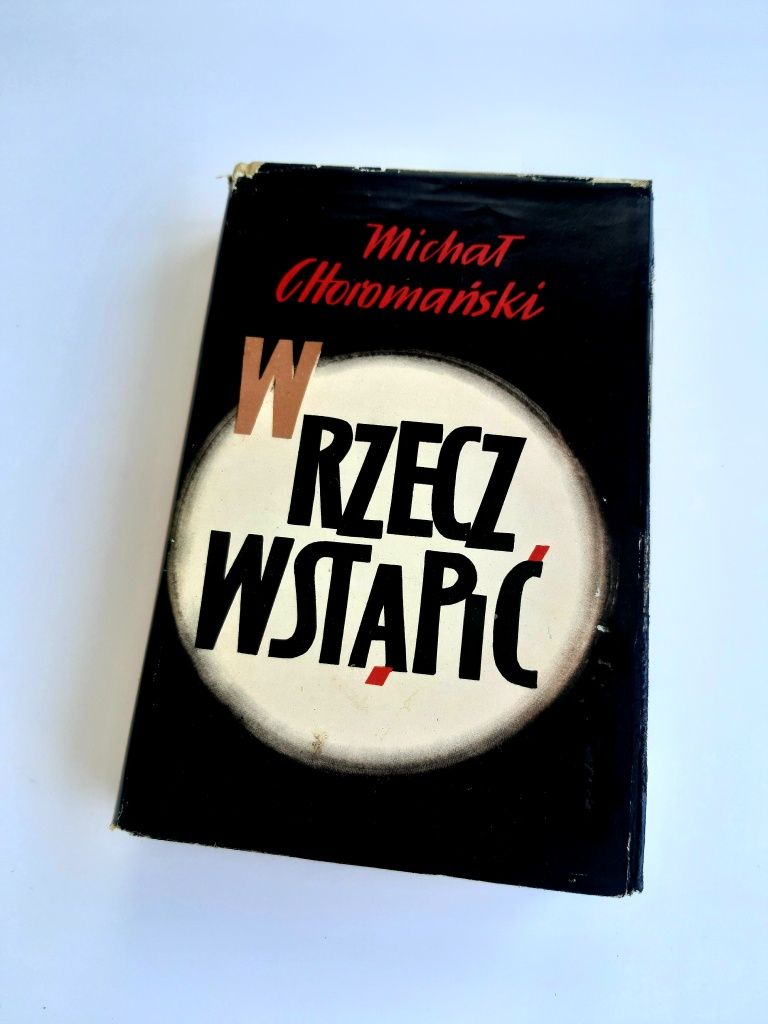 Michał
CHoromański
W
RZECZ
WSTĄPIĆ